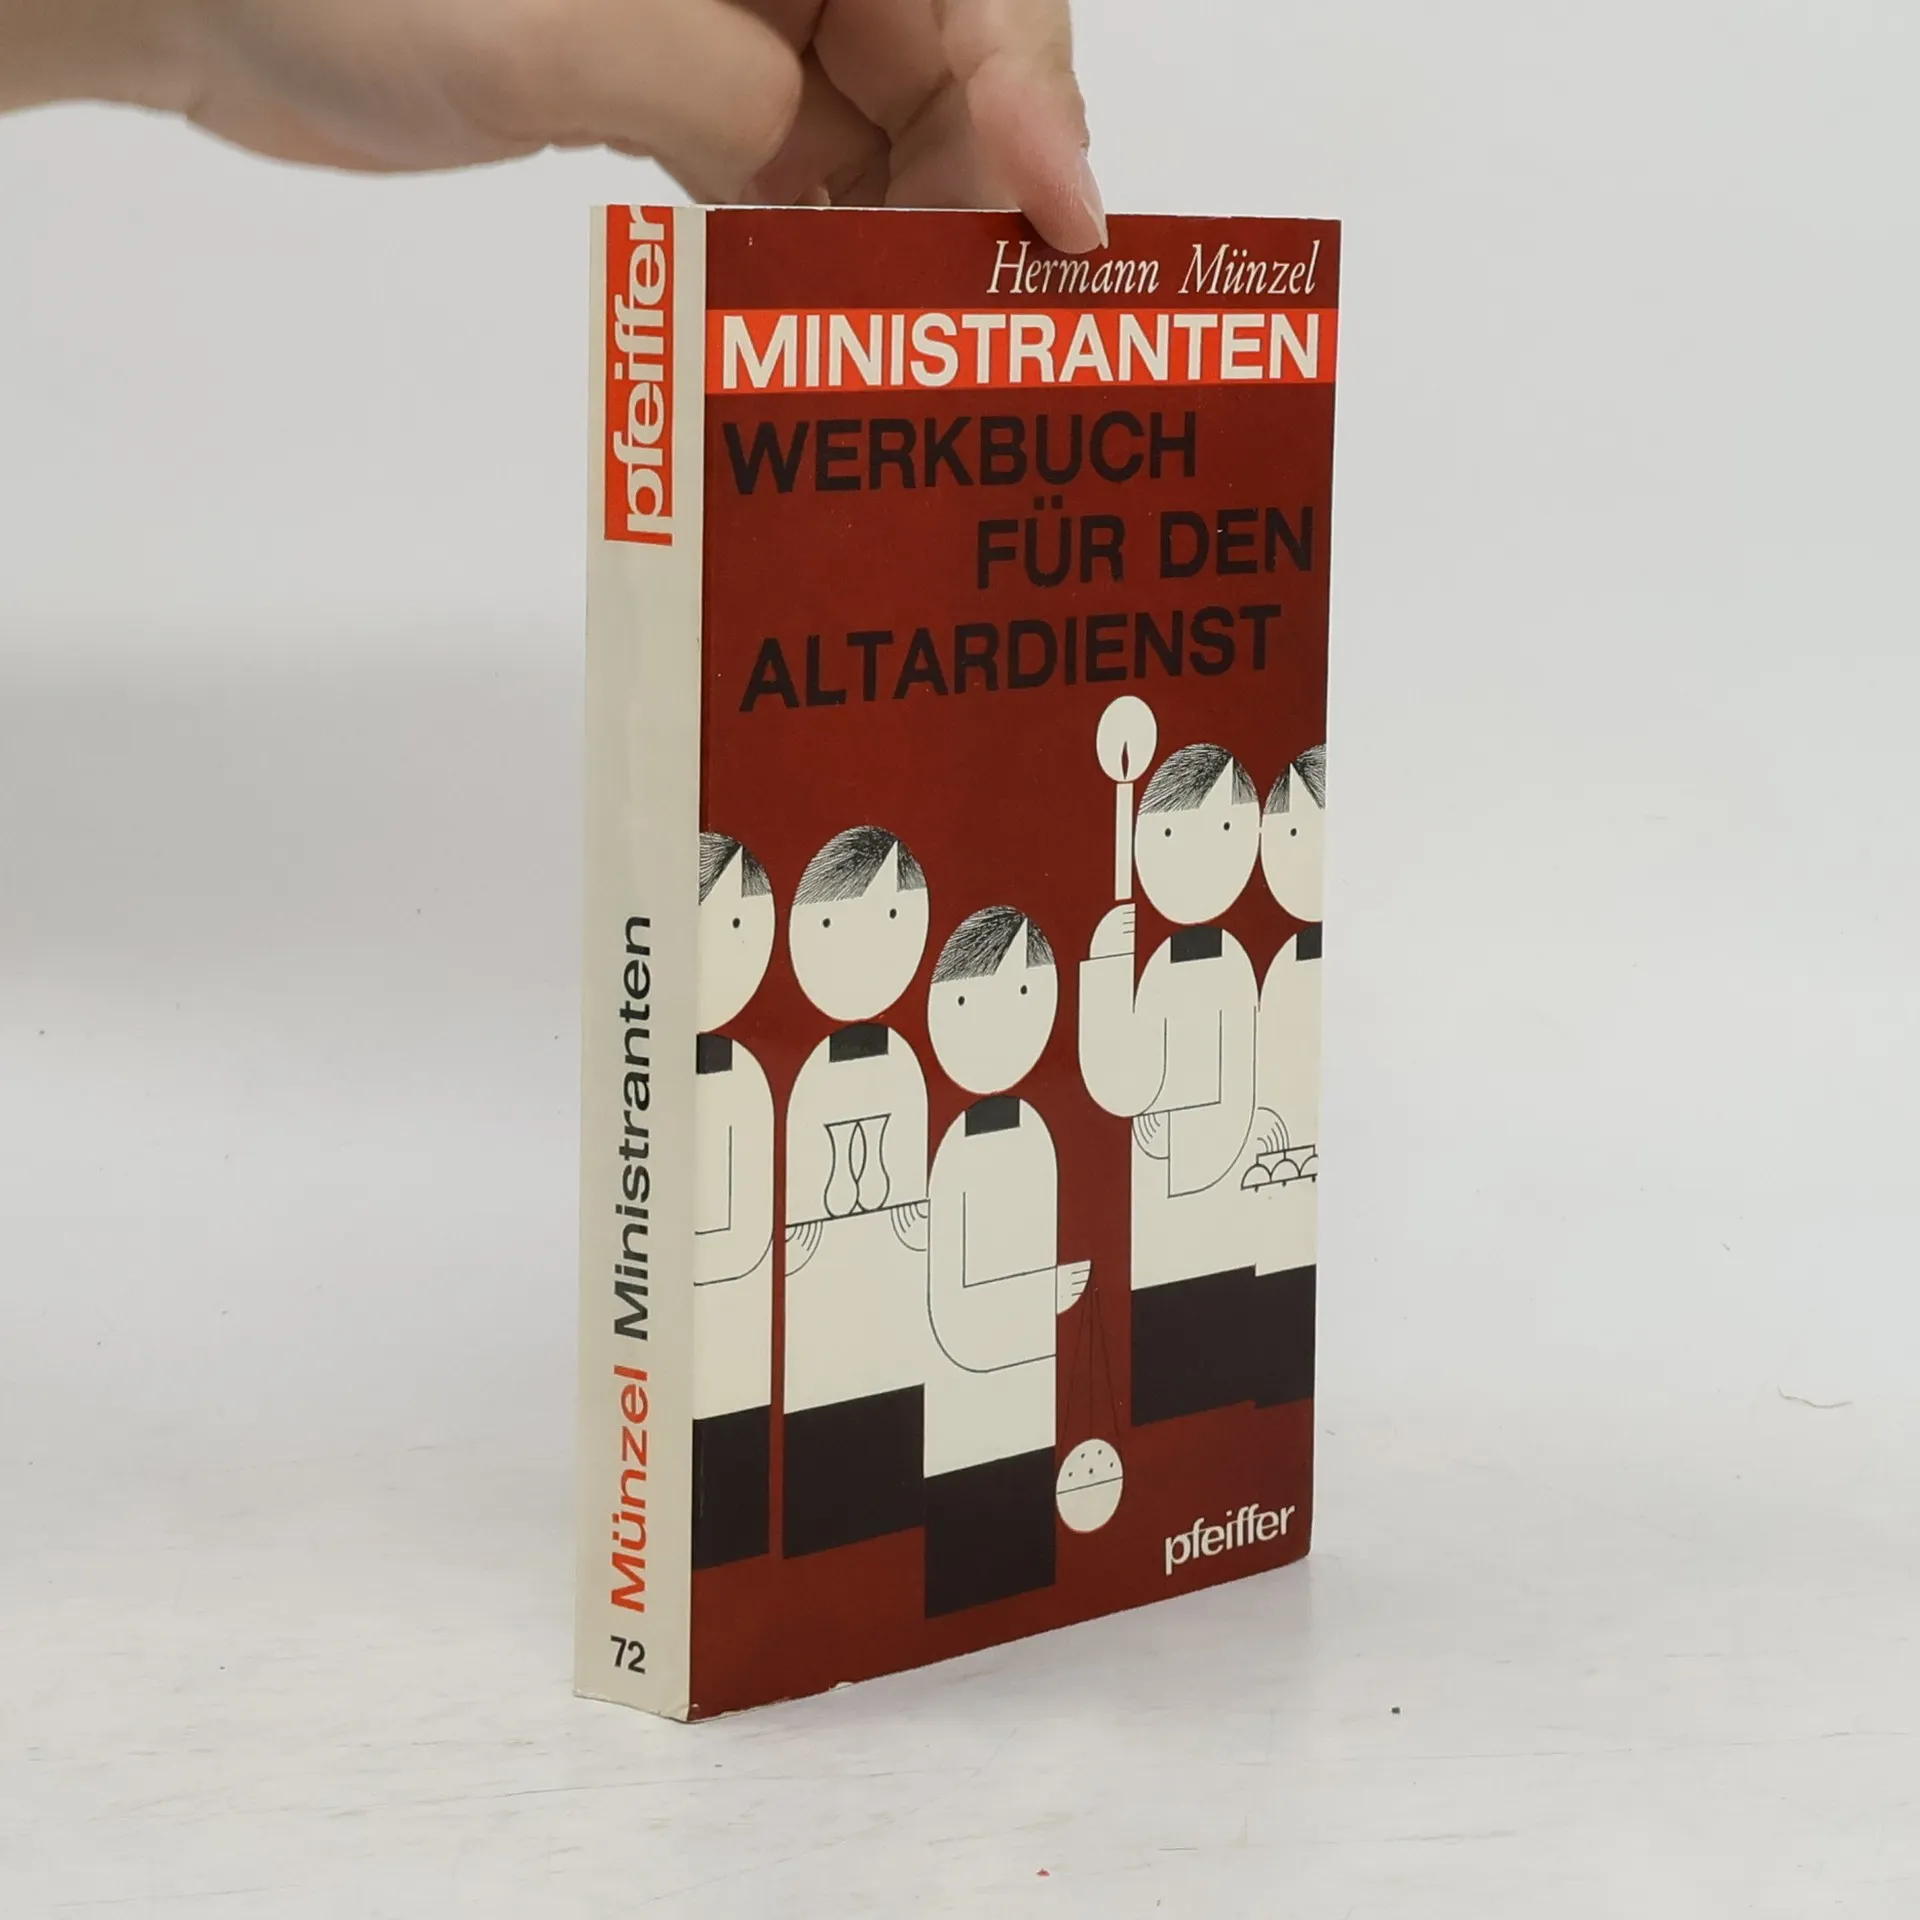 Hermann Münzel
MINISTRANTEN
WERKBUCH
FÜR DEN
ALTARDIENST
pfeiffer
pfeiffer
Münzel Ministranten
72